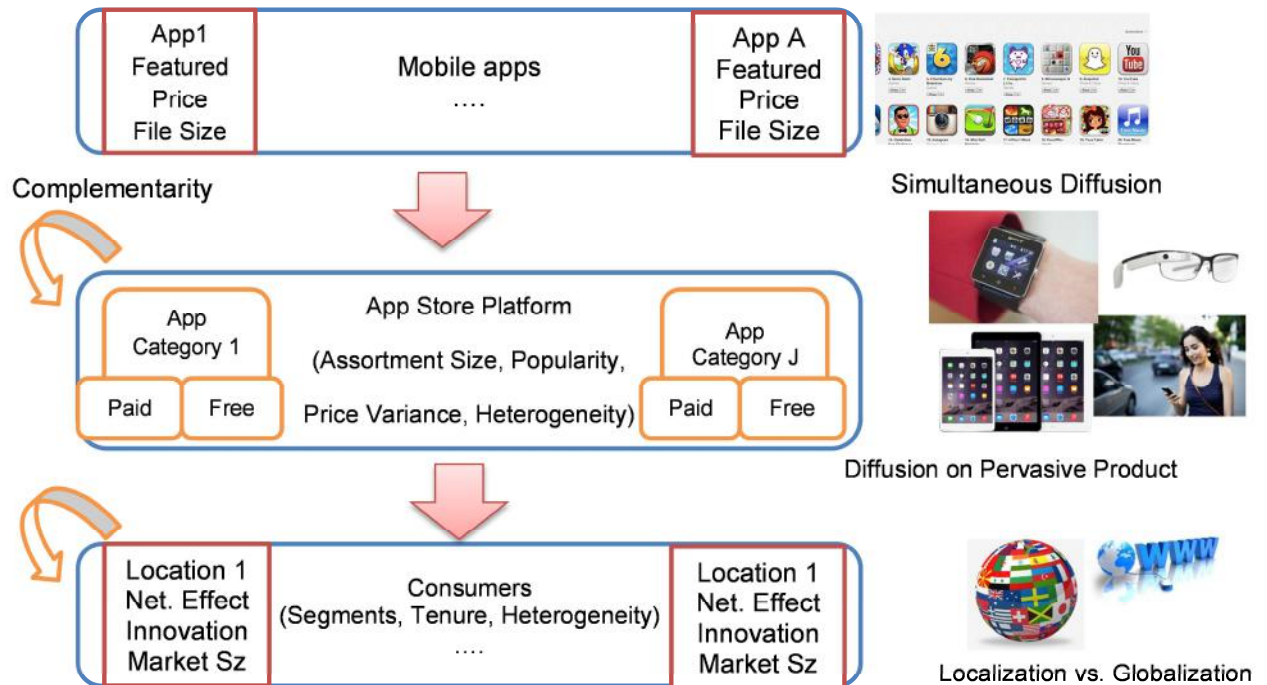 App1
Featured
Price
File Size
Mobile apps
....
App A
Featured
Price
File Size
You
Tube
Simultaneous Diffusion
Complementarity
App
Category 1
Paid
Free
App Store Platform
(Assortment Size, Popularity,
Price Variance, Heterogeneity)
App
Category J
Paid
Free
Diffusion on Pervasive Product
Location 1
Net. Effect
Innovation
Market Sz
Consumers
(Segments, Tenure, Heterogeneity)
....
Location 1
Net. Effect
Innovation
Market Sz
WWW
Localization vs. Globalization